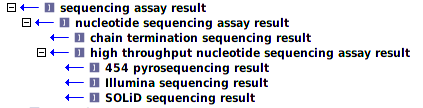 sequencing assay result
nucleotide sequencing assay result
chain termination sequencing result
high throughput nucleotide sequencing assay result
454 pyrosequencing result
Illumina sequencing result
SOLiD sequencing result